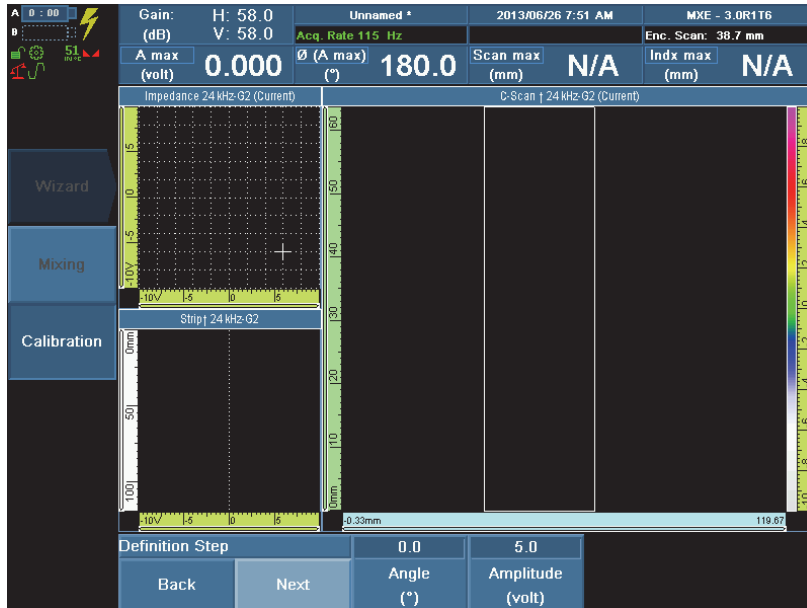 A 0 : 00
B
Gain: H: 58.0
(dB) V: 58.0
Unnamed *
2013/06/26 7:51 AM
MXE - 3.0R1T6
Acq. Rate 115 Hz
Enc. Scan: 38.7 mm
51
IN °C
A max
(volt)
0.000
Ø (A max)
(°)
180.0
Scan max
(mm)
N/A
Indx max
(mm)
N/A
Impedance 24 kHz-G2 (Current)
C-Scan † 24 kHz-G2 (Current)
5
0
-5
-10V
-10V -5 0 5
Wizard
Mixing
Calibration
Strip† 24 kHz-G2
0mm
50
100
-10V -5 0 5
60
50
40
30
20
10
0mm
-0.33mm
119.67
Definition Step
0.0
5.0
Back
Next
Angle
(°)
Amplitude
(volt)